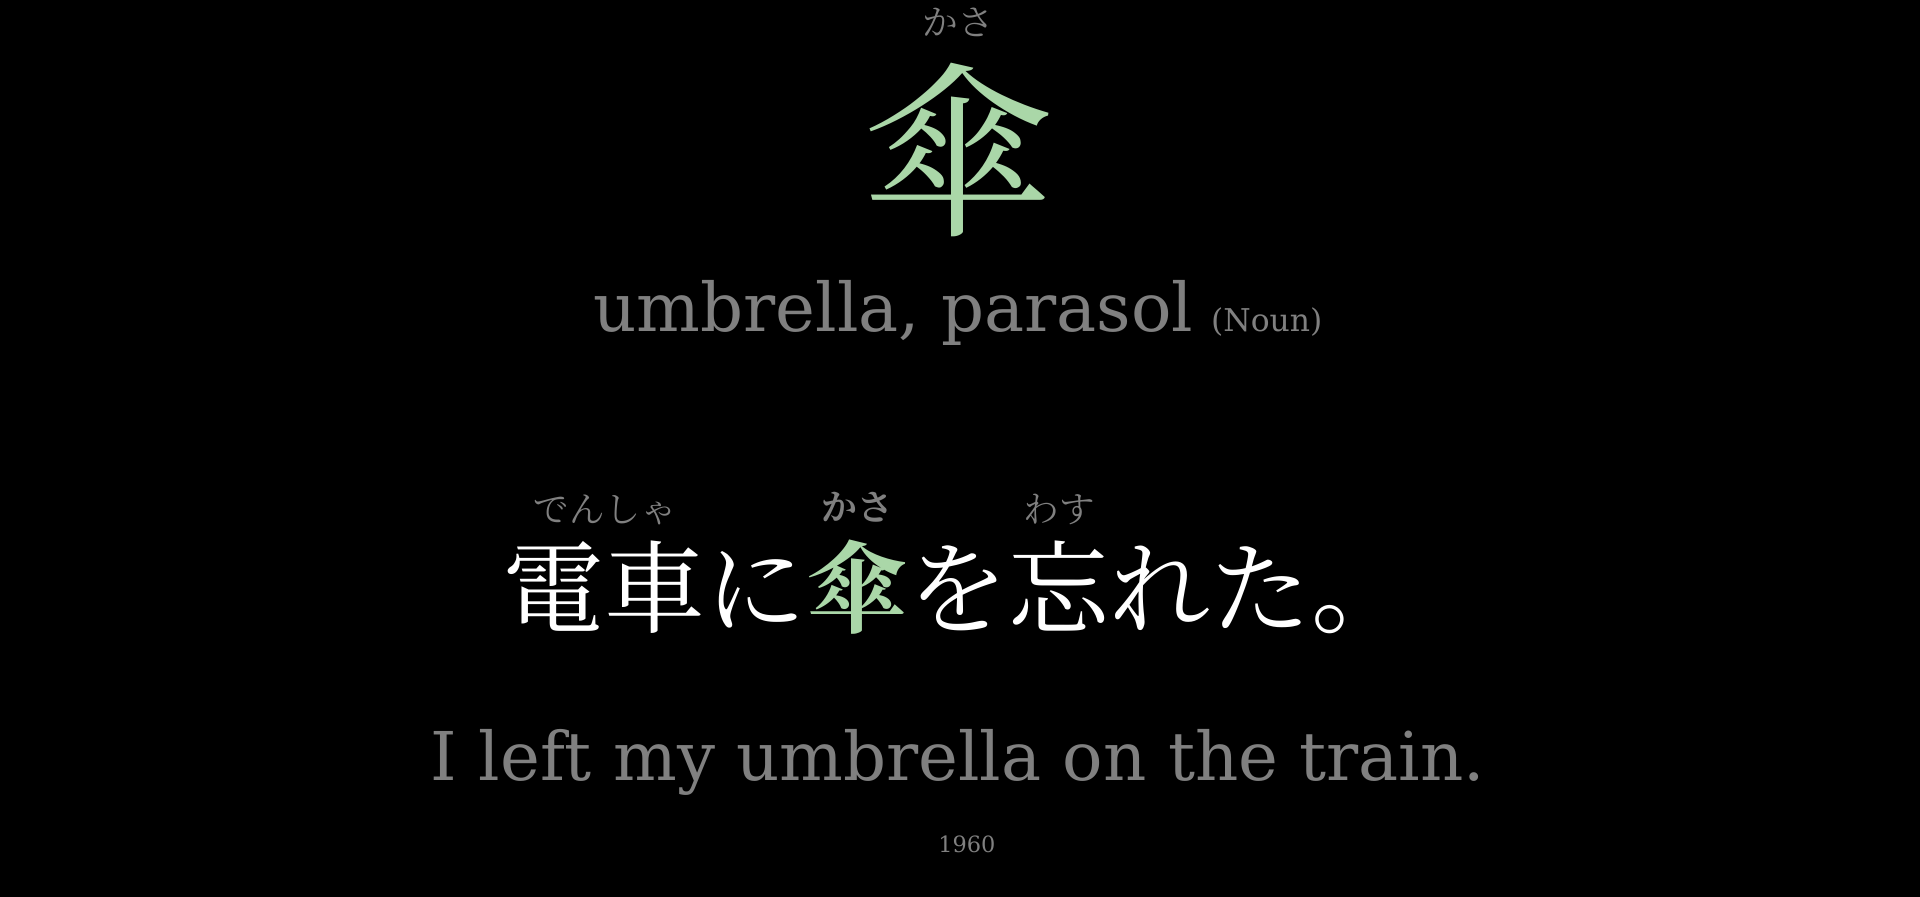 かさ
傘
umbrella, parasol (Noun)
でんしゃ かさ わす
電車に傘を忘れた。
I left my umbrella on the train.
1960